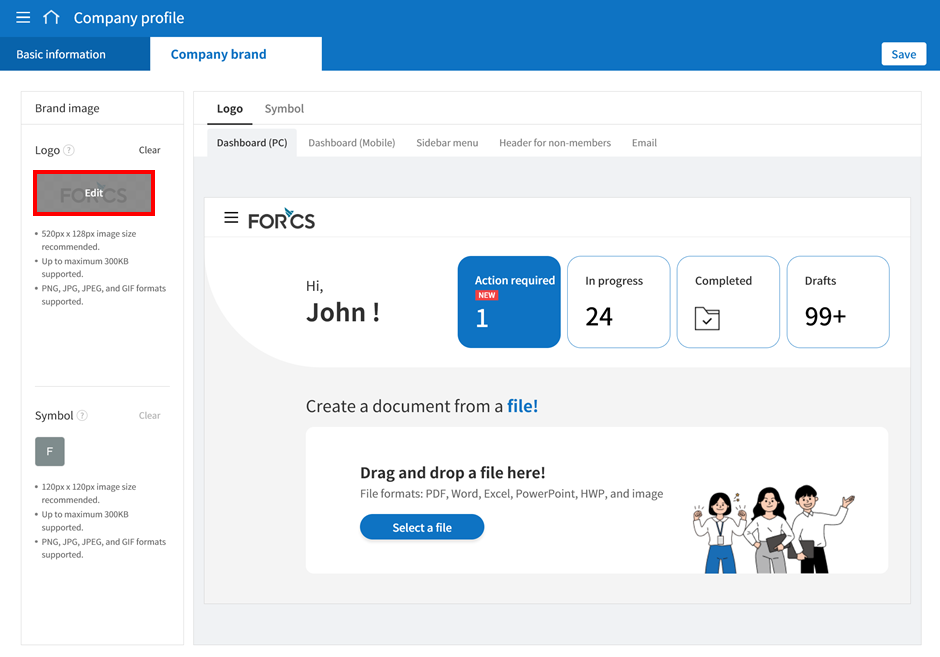 Company profile
Basic information
Company brand
Save
Brand image
Logo ?
Clear
FORCS
Edit
• 520px x 128px image size
recommended.
• Up to maximum 300KB
supported.
• PNG, JPG, JPEG, and GIF formats
supported.
Symbol ?
Clear
F
• 120px x 120px image size
recommended.
• Up to maximum 300KB
supported.
• PNG, JPG, JPEG, and GIF formats
supported.
Logo
Symbol
Dashboard (PC)
Dashboard (Mobile)
Sidebar menu
Header for non-members
Email
FORCS
Hi,
John !
Action required
NEW
1
In progress
24
Completed
Drafts
99+
Create a document from a file!
Drag and drop a file here!
File formats: PDF, Word, Excel, PowerPoint, HWP, and image
Select a file